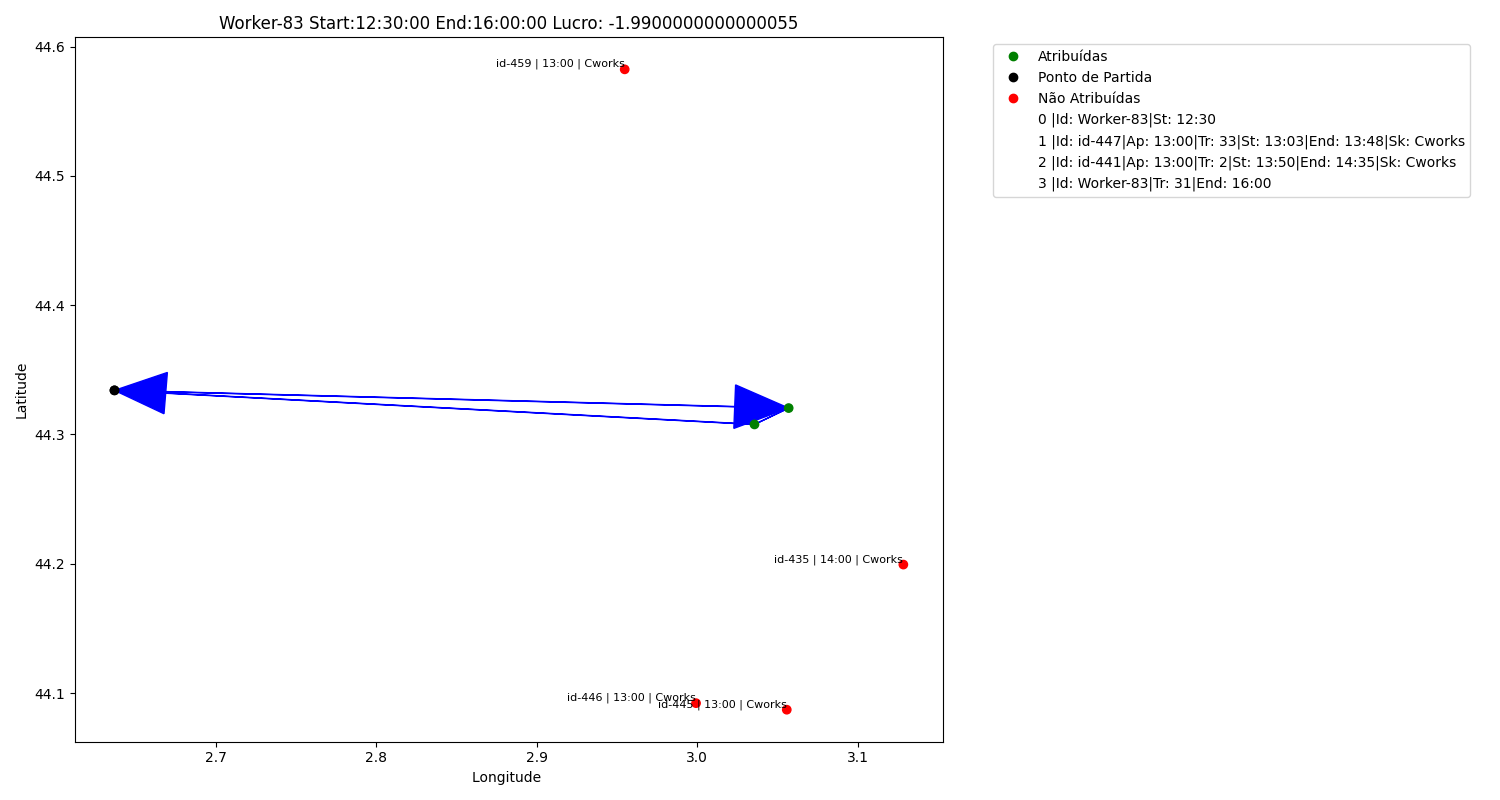 Worker-83 Start:12:30:00 End:16:00:00 Lucro: -1.9900000000000055
44.6
44.5
44.4
44.3
44.2
44.1
Latitude
2.7
2.8
2.9
3.0
3.1
Longitude
id-459 | 13:00 | Cworks
id-435 | 14:00 | Cworks
id-446 | 13:00 | Cworks
id-445 | 13:00 | Cworks
Atribuídas
Ponto de Partida
Não Atribuídas
0 |Id: Worker-83|St: 12:30
1 |Id: id-447|Ap: 13:00|Tr: 33|St: 13:03|End: 13:48|Sk: Cworks
2 |Id: id-441|Ap: 13:00|Tr: 2|St: 13:50|End: 14:35|Sk: Cworks
3 |Id: Worker-83|Tr: 31|End: 16:00